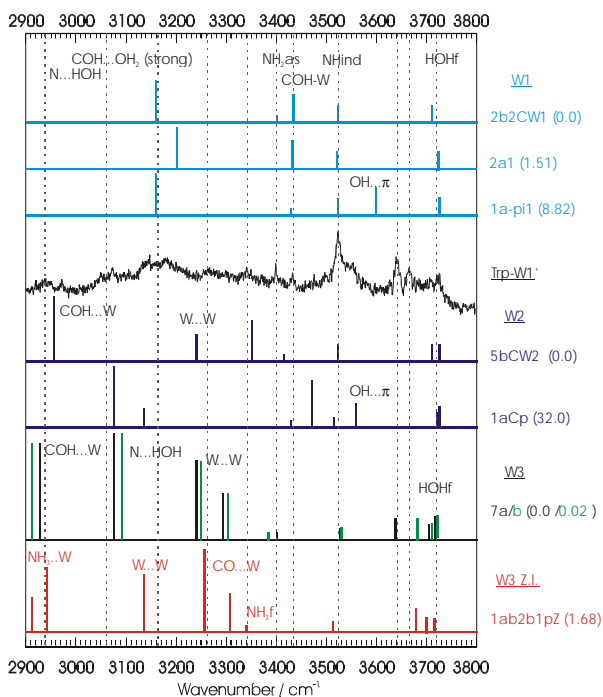 2900 3000 3100 3200 3300 3400 3500 3600 3700 3800
COH...OH₂ (strong) NH₂as NHind HOHf W1
N...HOH COH-W
2b2CW1 (0.0)
2a1 (1.51)
OH...π
1a-pi1 (8.82)
Trp-W1⁺
COH...W W...W W2
5bCW2 (0.0)
OH...π
1aCp (32.0)
COH...W N...HOH W...W W3
HOHf
7a/b (0.0 /0.02 )
NH₃..W W...W CO...W W3 Z.I.
NH₃f 1ab2b1pZ (1.68)
2900 3000 3100 3200 3300 3400 3500 3600 3700 3800
Wavenumber / cm⁻¹